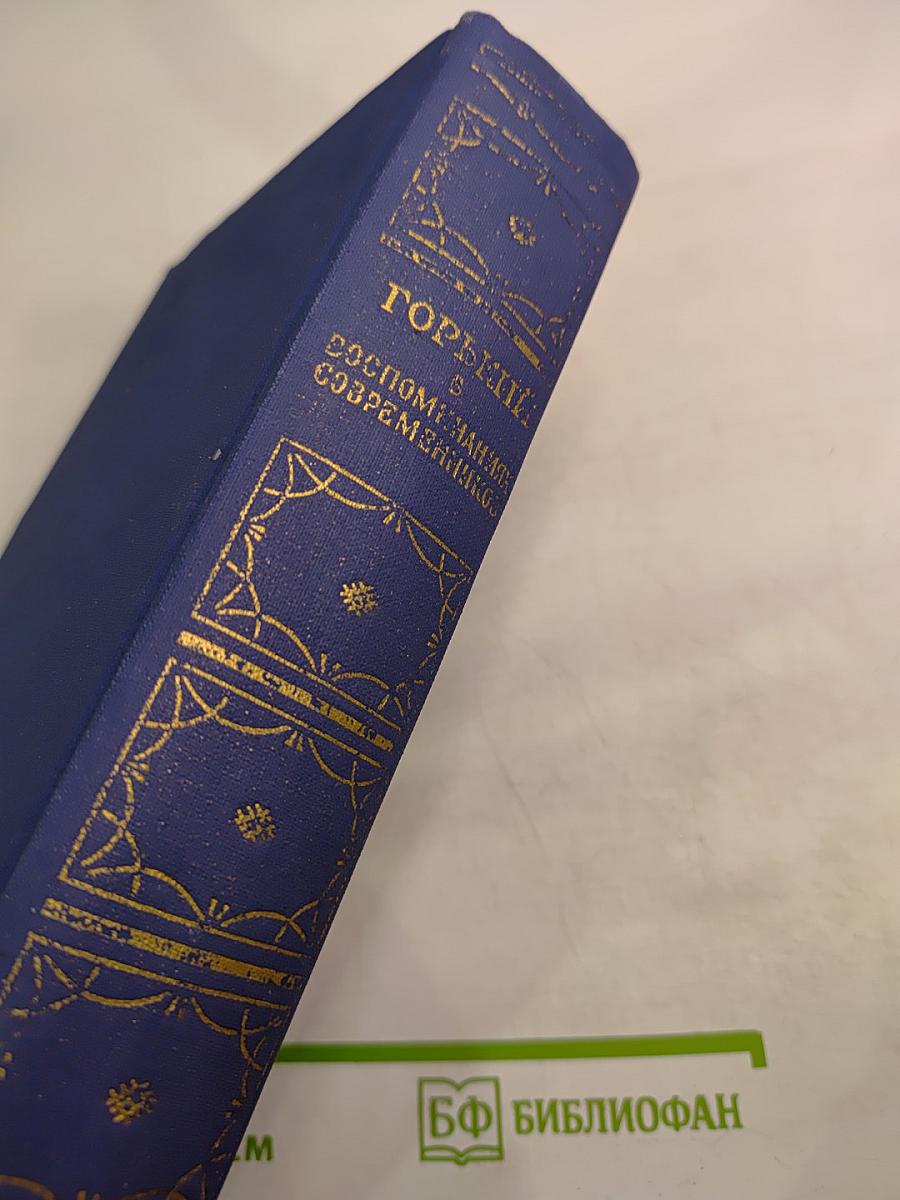 ГОРЬКИЙ
В
ВОСПОМИНАНИЯХ
СОВРЕМЕННИКОВ
БФ БИБЛИОФАН